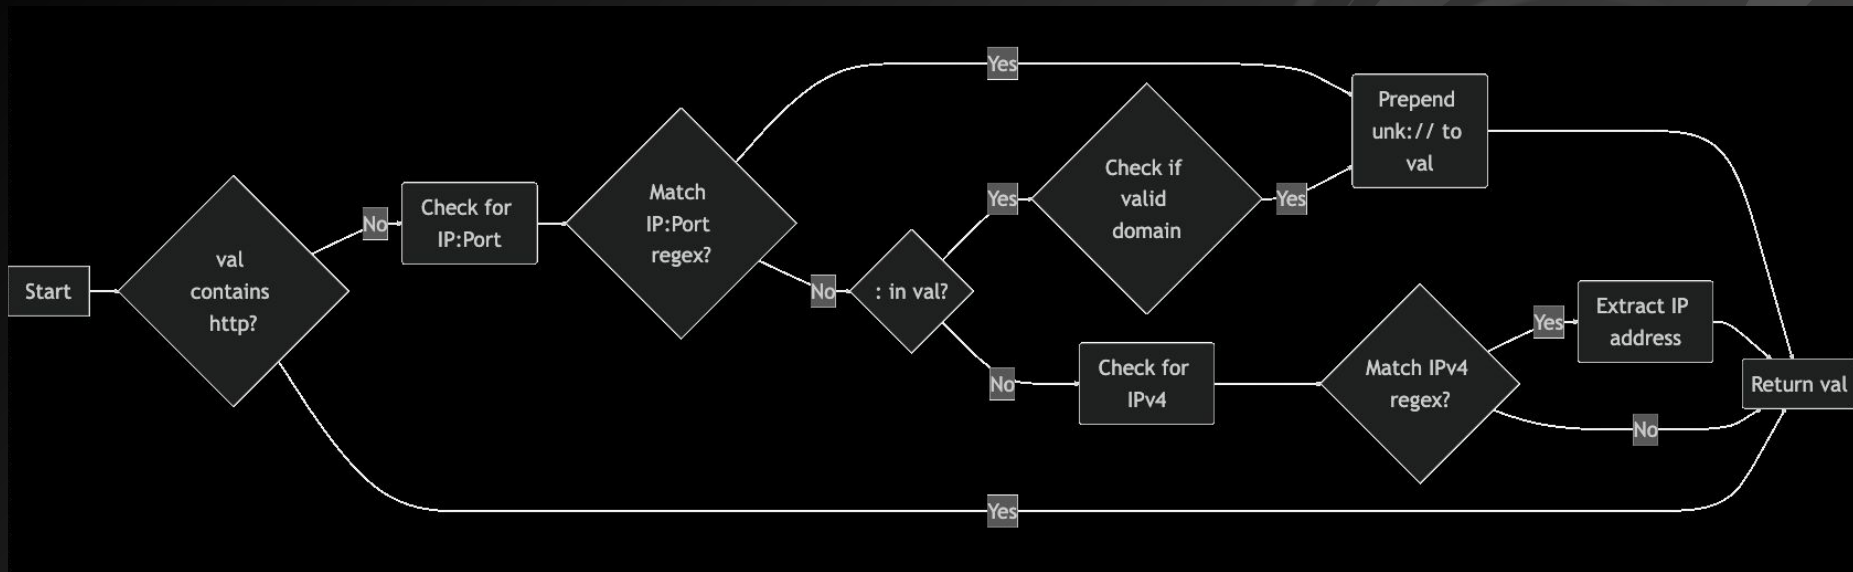 Start
val
contains
http?
No
Check for
IP:Port
Match
IP:Port
regex?
Yes
No
: in val?
Yes
Check if
valid
domain
Yes
Prepend
unk:// to
val
No
Check for
IPv4
Match IPv4
regex?
Yes
Extract IP
address
No
Yes
Return val